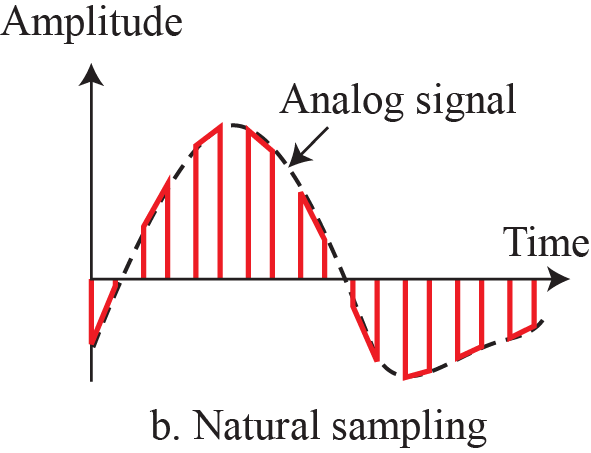 Amplitude
Analog signal
Time
b. Natural sampling